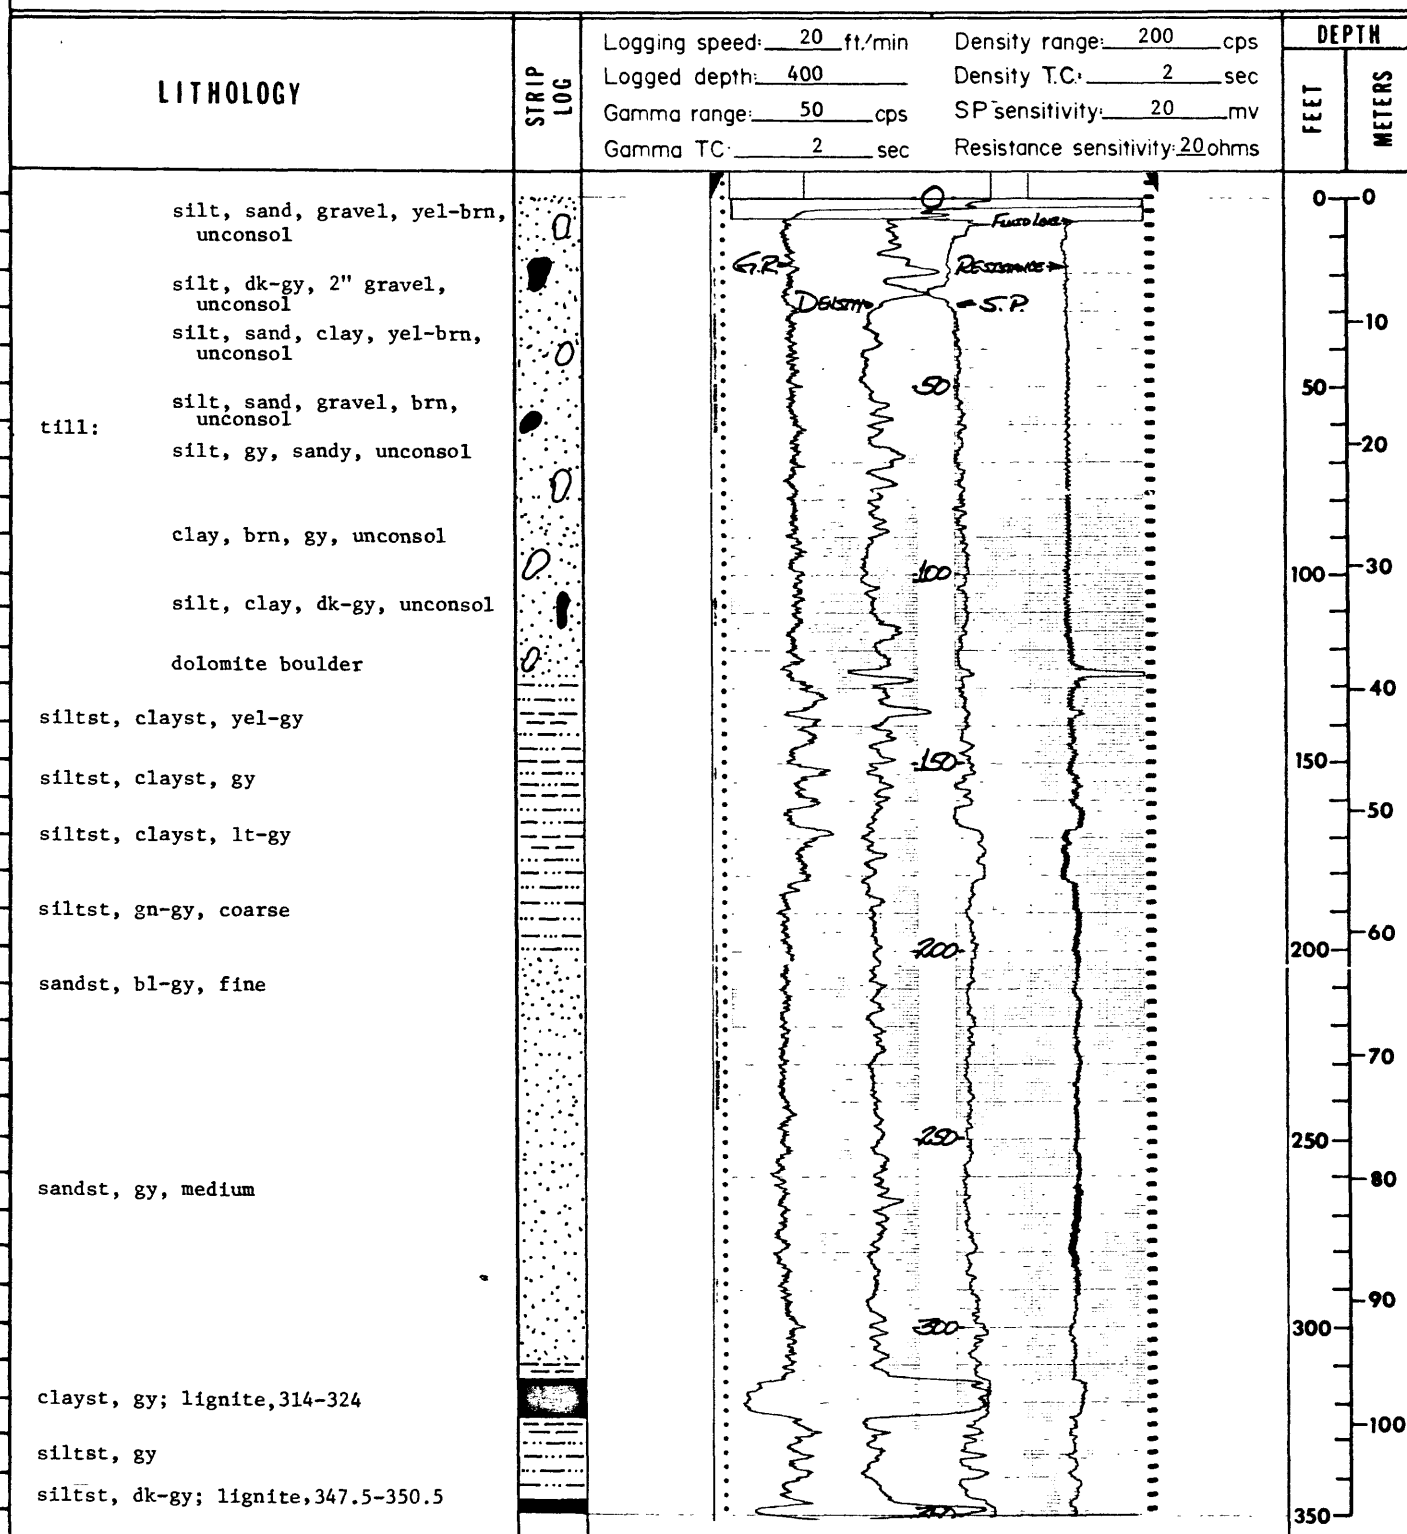 LITHOLOGY
STRIP LOG
Logging speed: 20 ft./min
Density range: 200 cps
Logged depth: 400
Density T.C.: 2 sec
Gamma range: 50 cps
SP sensitivity: 20 mv
Gamma TC: 2 sec
Resistance sensitivity: 20 ohms
DEPTH
FEET
METERS
silt, sand, gravel, yel-brn,
unconsol
silt, dk-gy, 2" gravel,
unconsol
silt, sand, clay, yel-brn,
unconsol
silt, sand, gravel, brn,
unconsol
till:
silt, gy, sandy, unconsol
clay, brn, gy, unconsol
silt, clay, dk-gy, unconsol
dolomite boulder
siltst, clayst, yel-gy
siltst, clayst, gy
siltst, clayst, lt-gy
siltst, gn-gy, coarse
sandst, bl-gy, fine
sandst, gy, medium
clayst, gy; lignite,314-324
siltst, gy
siltst, dk-gy; lignite,347.5-350.5
0
FLUID LEVEL
G.R.
RESISTANCE
DENSITY
S.P.
50
100
150
200
250
300
0
50
100
150
200
250
300
350
0
10
20
30
40
50
60
70
80
90
100